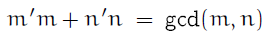 m′m + n′n = gcd(m, n)